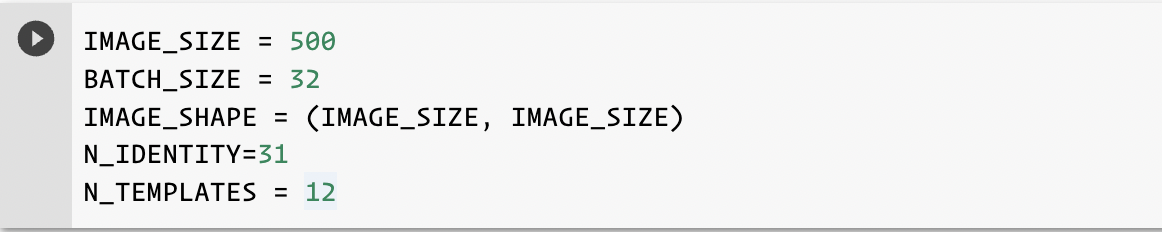 IMAGE_SIZE = 500
BATCH_SIZE = 32
IMAGE_SHAPE = (IMAGE_SIZE, IMAGE_SIZE)
N_IDENTITY=31
N_TEMPLATES = 12